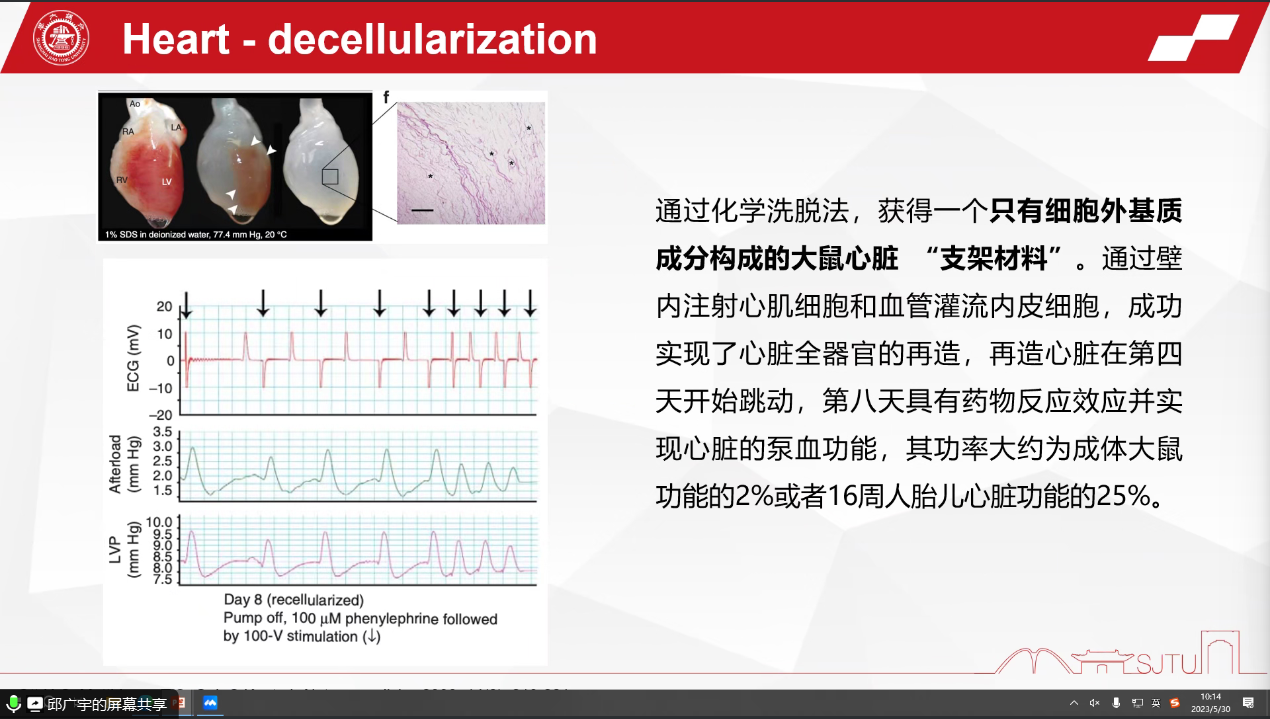 Heart - decellularization
Ao
RA
LA
RV
LV
1% SDS in deionized water, 77.4 mm Hg, 20 °C
f
*
*
*
*
通过化学洗脱法，获得一个只有细胞外基质
成分构成的大鼠心脏 “支架材料”。通过壁
内注射心肌细胞和血管灌流内皮细胞，成功
实现了心脏全器官的再造，再造心脏在第四
天开始跳动，第八天具有药物反应效应并实
现心脏的泵血功能，其功率大约为成体大鼠
功能的2%或者16周人胎儿心脏功能的25%。
ECG (mV)
20
10
0
–10
–20
Afterload
(mm Hg)
3.5
3.0
2.5
2.0
1.5
LVP
(mm Hg)
10.0
9.5
9.0
8.5
8.0
7.5
Day 8 (recellularized)
Pump off, 100 μM phenylephrine followed
by 100-V stimulation (↓)
SJTU
邱广宇的屏幕共享
英
10:14
2023/5/30